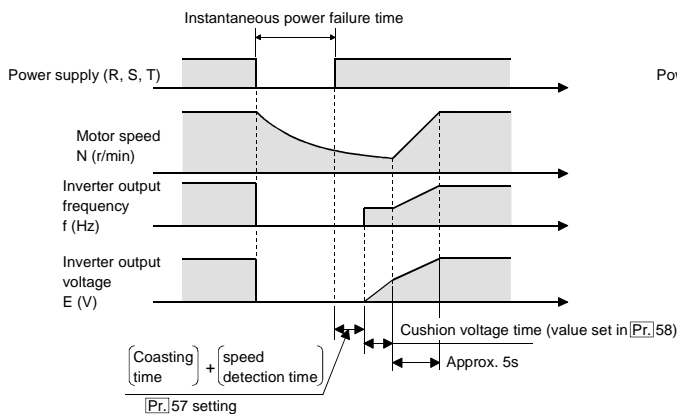 Instantaneous power failure time
Power supply (R, S, T)
Po
Motor speed
N (r/min)
Inverter output
frequency
f (Hz)
Inverter output
voltage
E (V)
Cushion voltage time (value set in Pr. 58)
Coasting
time
+
speed
detection time
Approx. 5s
Pr. 57 setting